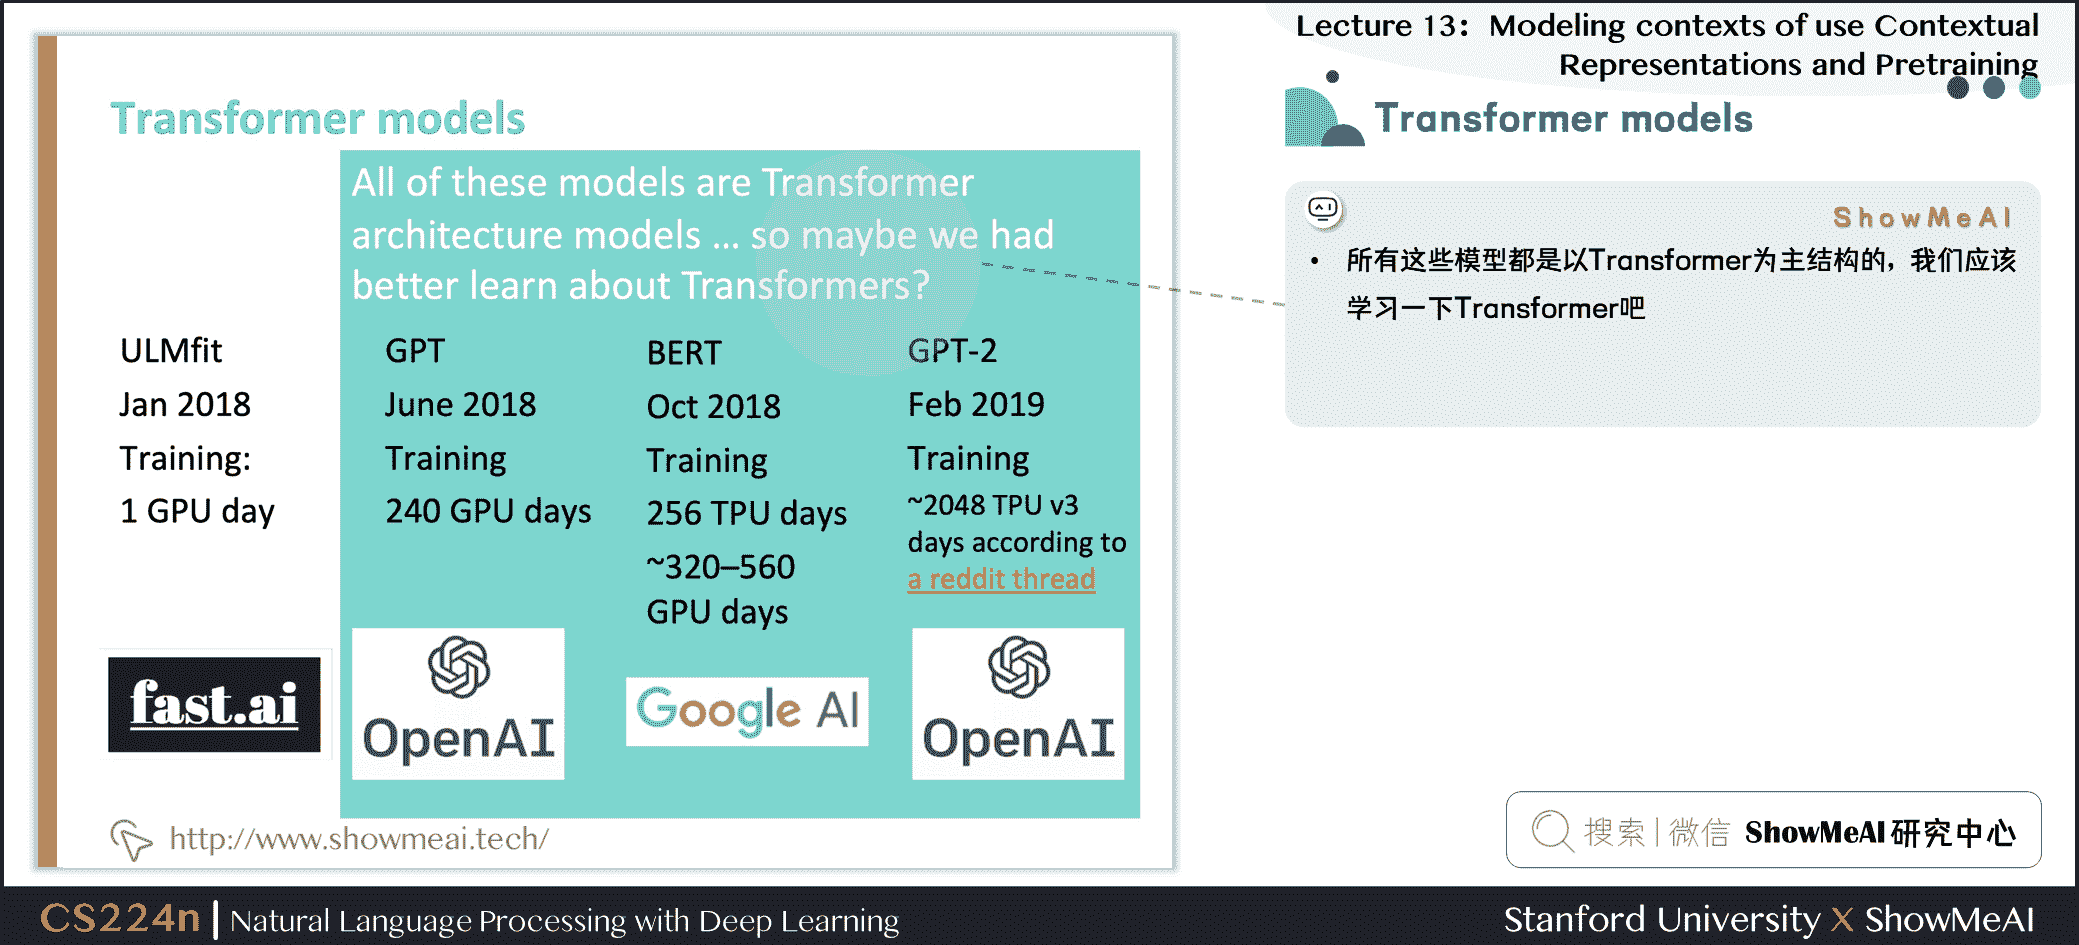 Lecture 13：Modeling contexts of use Contextual
Representations and Pretraining
Transformer models
All of these models are Transformer
architecture models ... so maybe we had
better learn about Transformers?
ULMfit
Jan 2018
Training:
1 GPU day
fast.ai
GPT
June 2018
Training
240 GPU days
OpenAI
BERT
Oct 2018
Training
256 TPU days
~320–560
GPU days
Google AI
GPT-2
Feb 2019
Training
~2048 TPU v3
days according to
a reddit thread
OpenAI
http://www.showmeai.tech/
Transformer models
ShowMeAI
• 所有这些模型都是以Transformer为主结构的，我们应该
学习一下Transformer吧
搜索|微信 ShowMeAI研究中心
CS224n | Natural Language Processing with Deep Learning
Stanford University X ShowMeAI